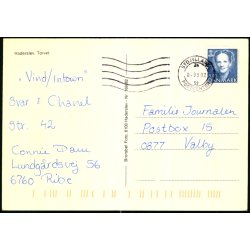 Haderslev. Torvet
"Vind/Intown"
Svar: Chanel
Str. 42
Connie Dam
Lundgårdsvej 56
6760 Ribe
DANMARK
Familie Journalen
Postbox 15
0877 Valby